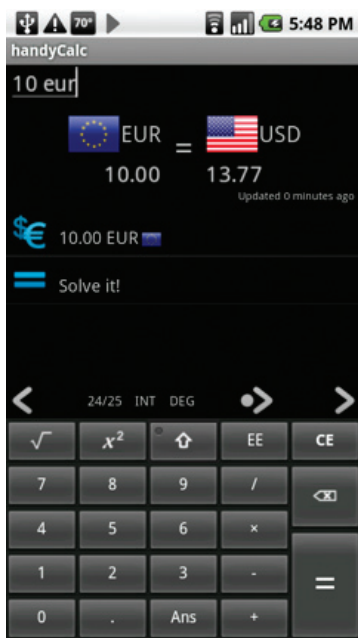 70° 5:48 PM
handyCalc
10 eur
EUR = USD
10.00 13.77
Updated 0 minutes ago
$€ 10.00 EUR
= Solve it!
< 24/25 INT DEG > >
√ x² EE CE
7 8 9 /
4 5 6 ×
1 2 3 - =
0 . Ans +